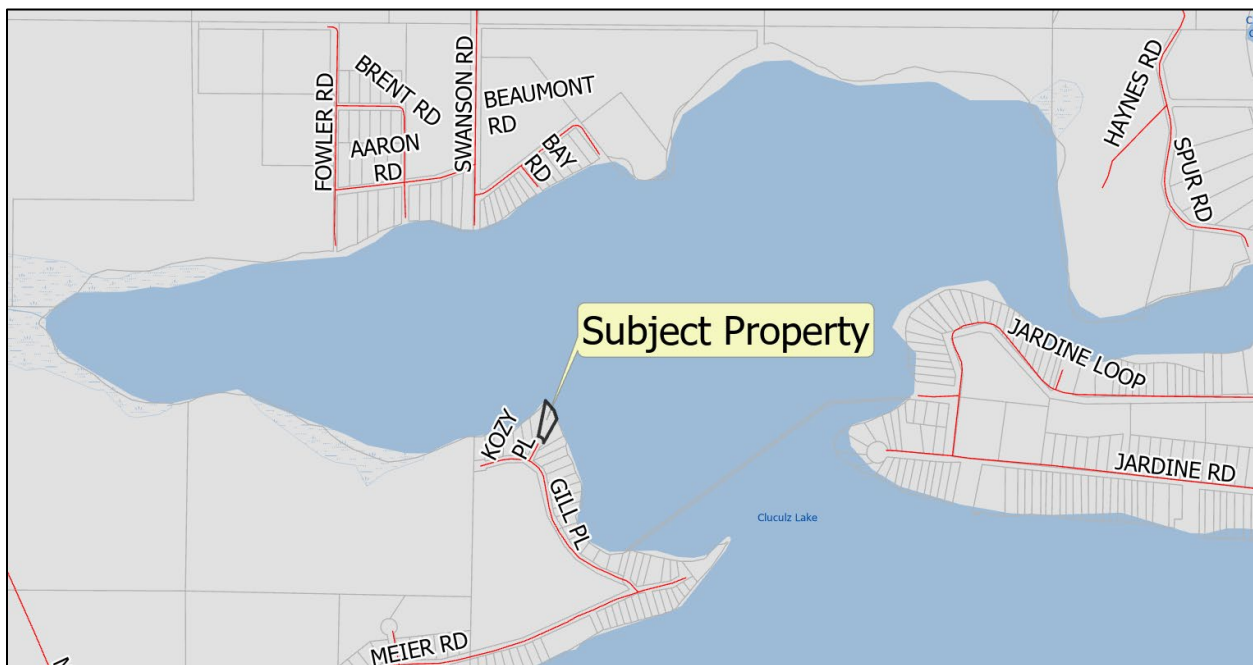 FOWLER RD
BRENT RD
AARON
RD
SWANSON RD
BEAUMONT
RD
BAY
RD
HAYNES RD
SPUR RD
Subject Property
JARDINE LOOP
KOZY
PL
GILL PL
JARDINE RD
Cluculz Lake
MEIER RD